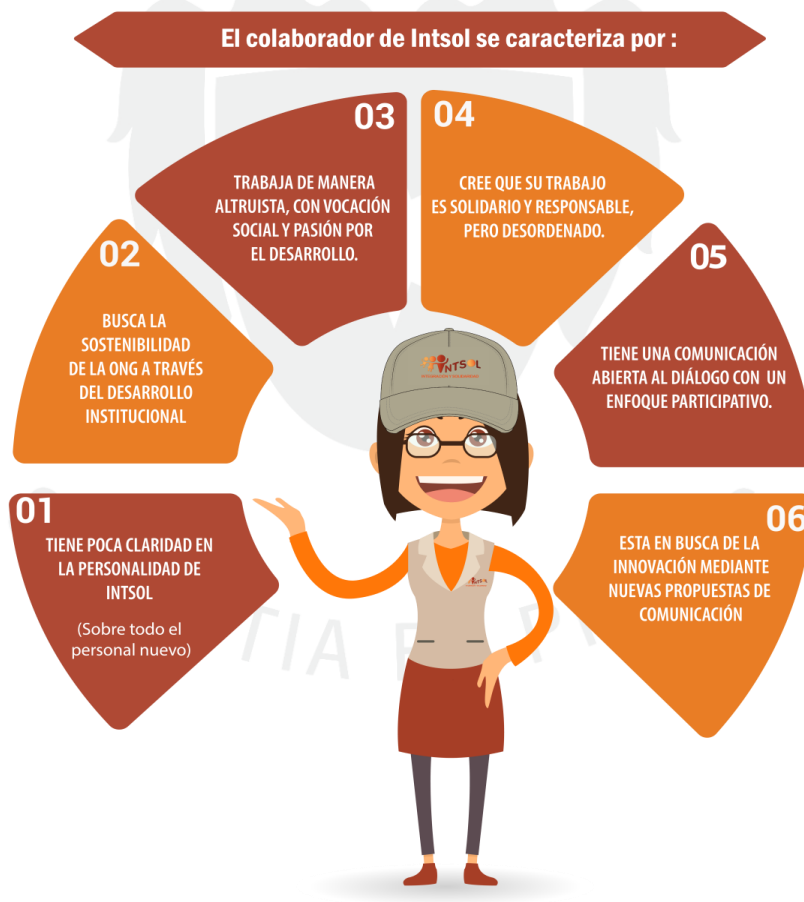 El colaborador de Intsol se caracteriza por :
01
TIENE POCA CLARIDAD EN
LA PERSONALIDAD DE
INTSOL
(Sobre todo el
personal nuevo)
02
BUSCA LA
SOSTENIBILIDAD
DE LA ONG A TRAVÉS
DEL DESARROLLO
INSTITUCIONAL
03
TRABAJA DE MANERA
ALTRUISTA, CON VOCACIÓN
SOCIAL Y PASIÓN POR
EL DESARROLLO.
04
CREE QUE SU TRABAJO
ES SOLIDARIO Y RESPONSABLE,
PERO DESORDENADO.
05
TIENE UNA COMUNICACIÓN
ABIERTA AL DIÁLOGO CON UN
ENFOQUE PARTICIPATIVO.
06
ESTA EN BUSCA DE LA
INNOVACIÓN MEDIANTE
NUEVAS PROPUESTAS DE
COMUNICACIÓN
INTSOL